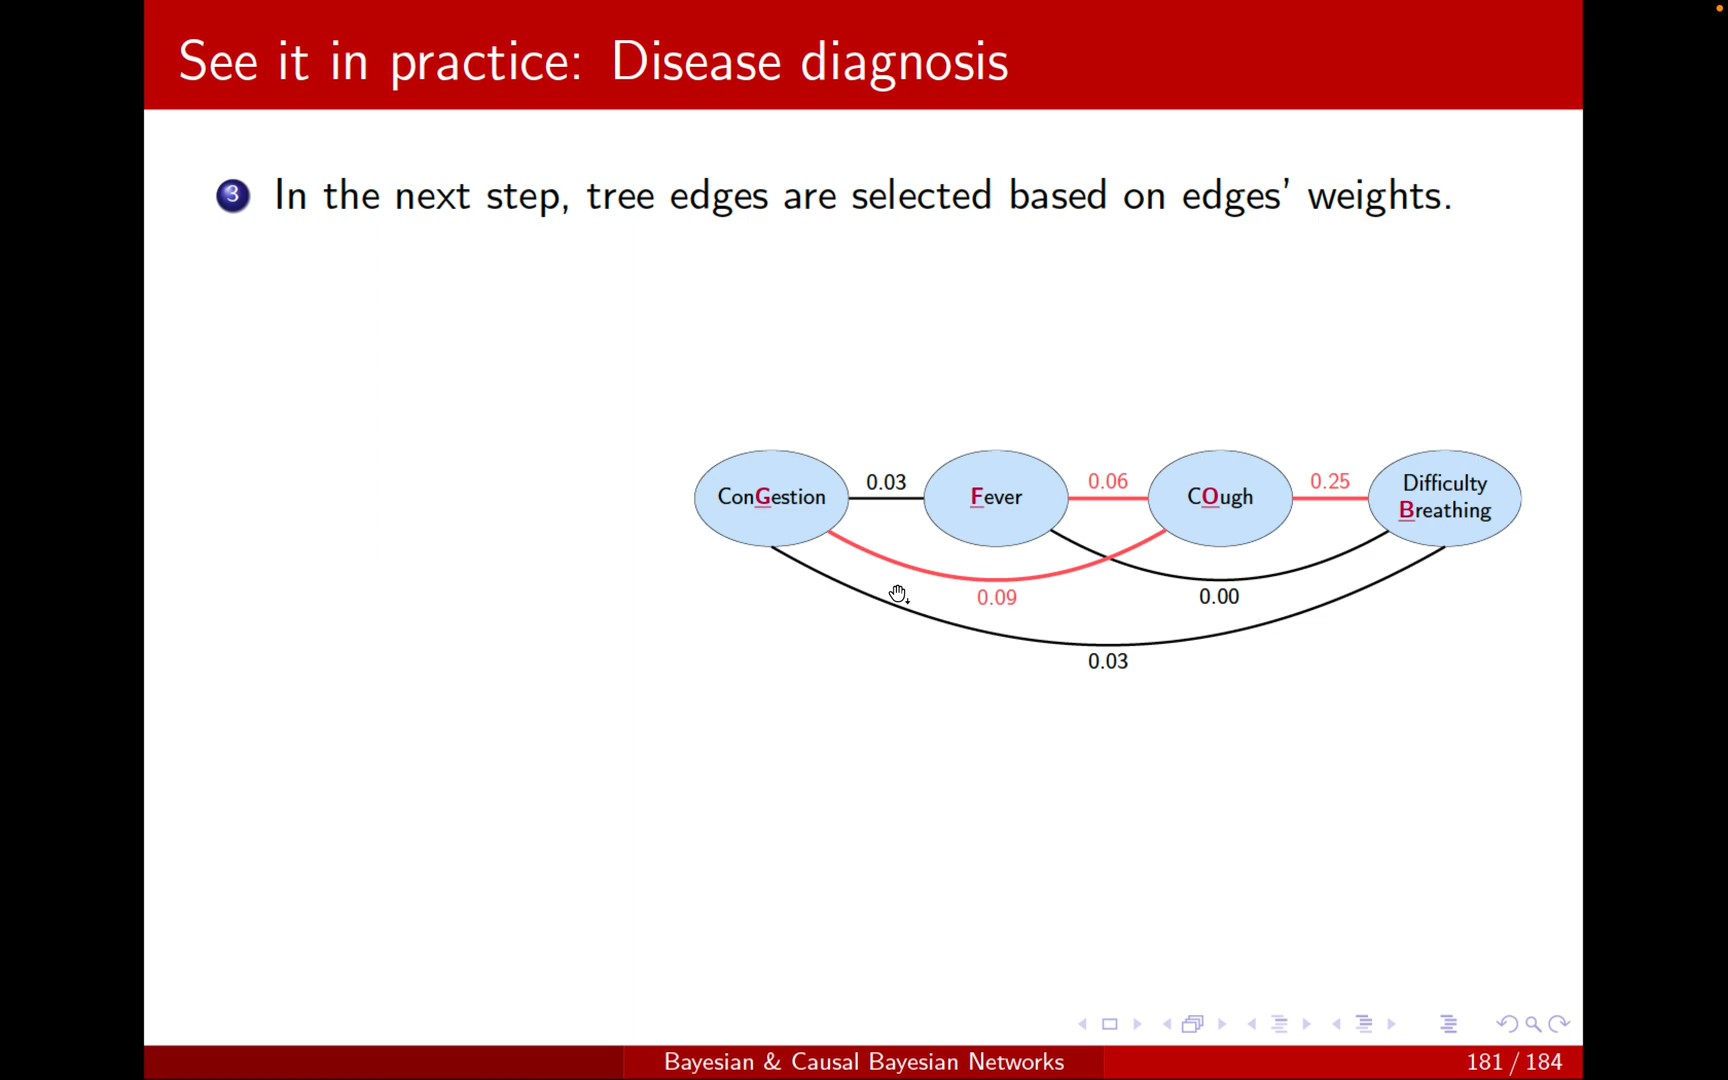 See it in practice: Disease diagnosis
3 In the next step, tree edges are selected based on edges’ weights.
ConGestion
0.03
Fever
0.06
COugh
0.25
Difficulty
Breathing
0.09
0.00
0.03
Bayesian & Causal Bayesian Networks
181 / 184